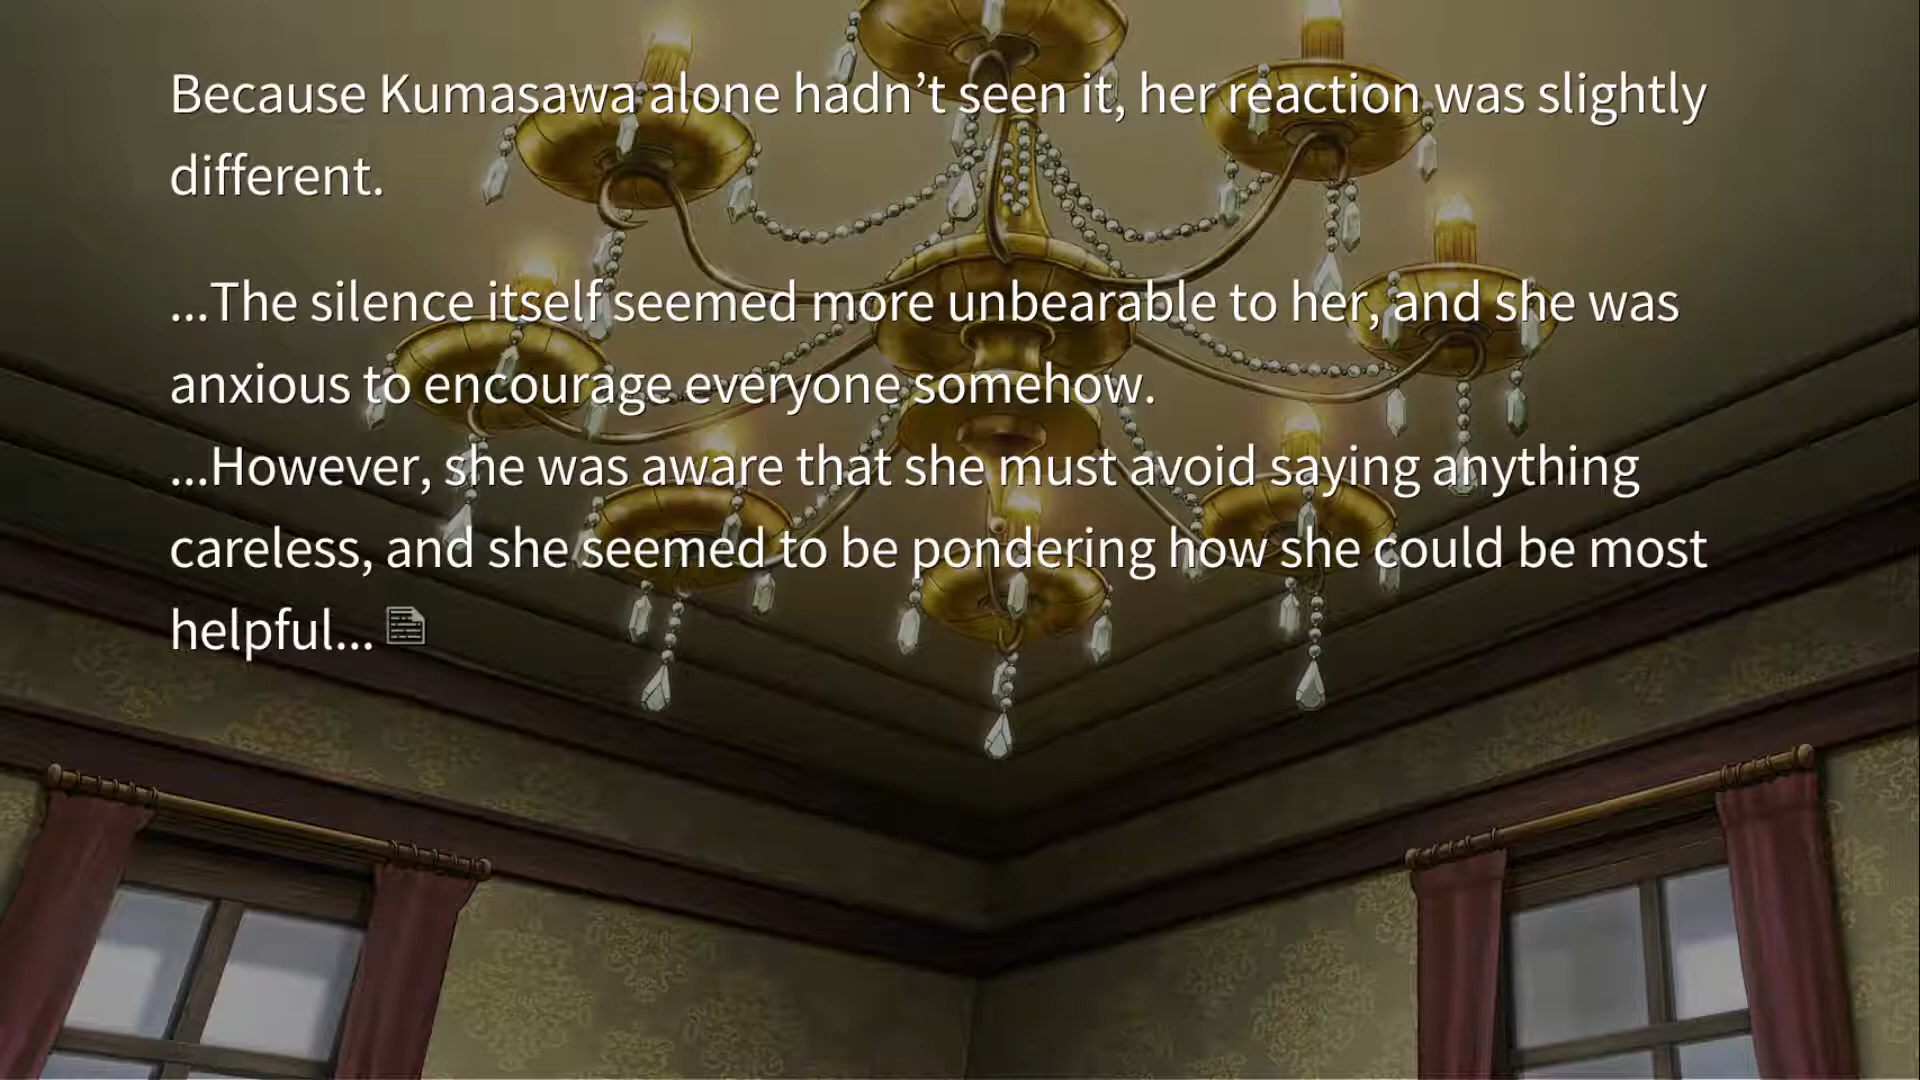 Because Kumasawa alone hadn’t seen it, her reaction was slightly
different.
...The silence itself seemed more unbearable to her, and she was
anxious to encourage everyone somehow.
...However, she was aware that she must avoid saying anything
careless, and she seemed to be pondering how she could be most
helpful...